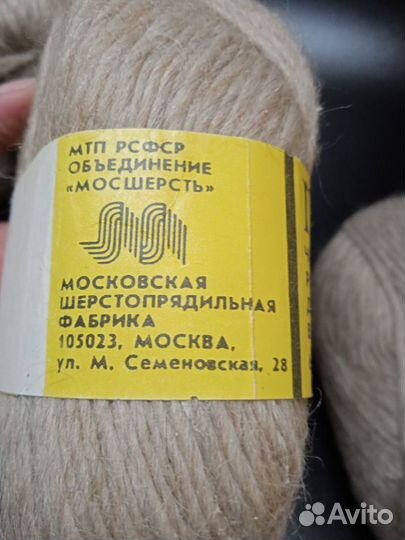 МТП РСФСР
ОБЪЕДИНЕНИЕ
«МОСШЕРСТЬ»
МОСКОВСКАЯ
ШЕРСТОПРЯДИЛЬНАЯ
ФАБРИКА
105023, МОСКВА,
ул. М. Семеновская, 28
Avito